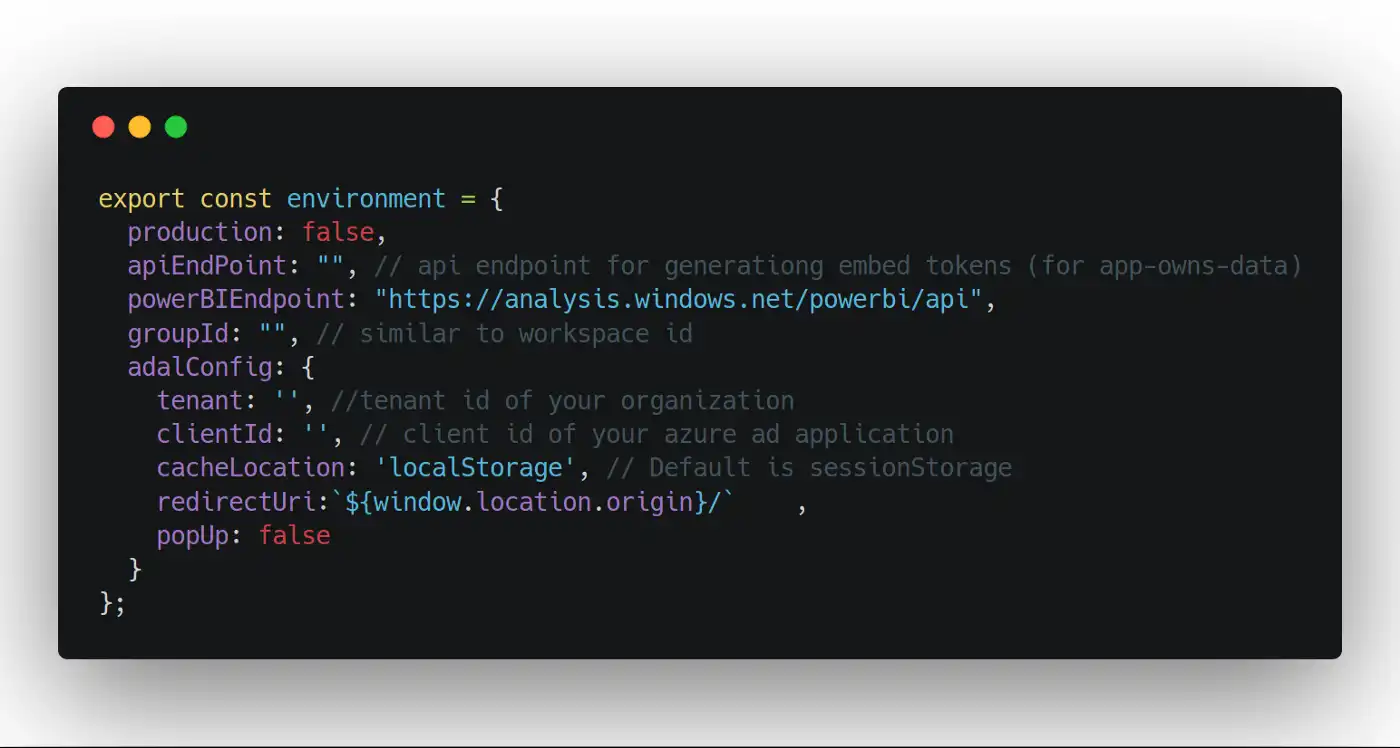 export const environment = {
  production: false,
  apiEndPoint: "", // api endpoint for generationg embed tokens (for app-owns-data)
  powerBIEndpoint: "https://analysis.windows.net/powerbi/api",
  groupId: "", // similar to workspace id
  adalConfig: {
    tenant: '', //tenant id of your organization
    clientId: '', // client id of your azure ad application
    cacheLocation: 'localStorage', // Default is sessionStorage
    redirectUri:`${window.location.origin}/`    ,
    popUp: false
  }
};